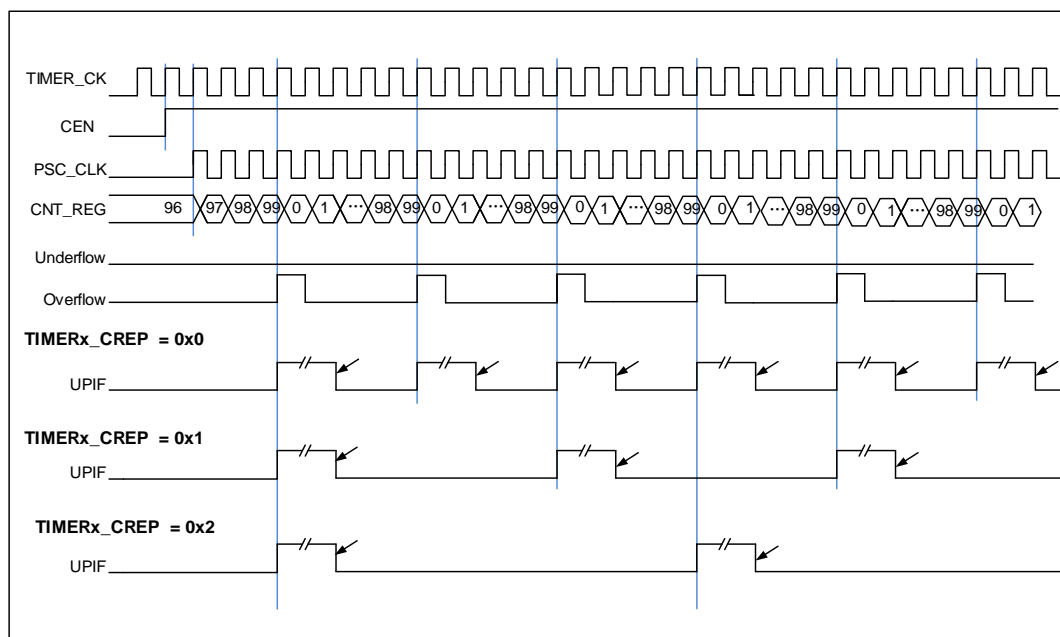 TIMER_CK
CEN
PSC_CLK
CNT_REG 96 97 98 99 0 1 ... 98 99 0 1 ... 98 99 0 1 ... 98 99 0 1 ... 98 99 0 1 ... 98 99 0 1
Underflow
Overflow
TIMERx_CREP = 0x0
UPIF
TIMERx_CREP = 0x1
UPIF
TIMERx_CREP = 0x2
UPIF